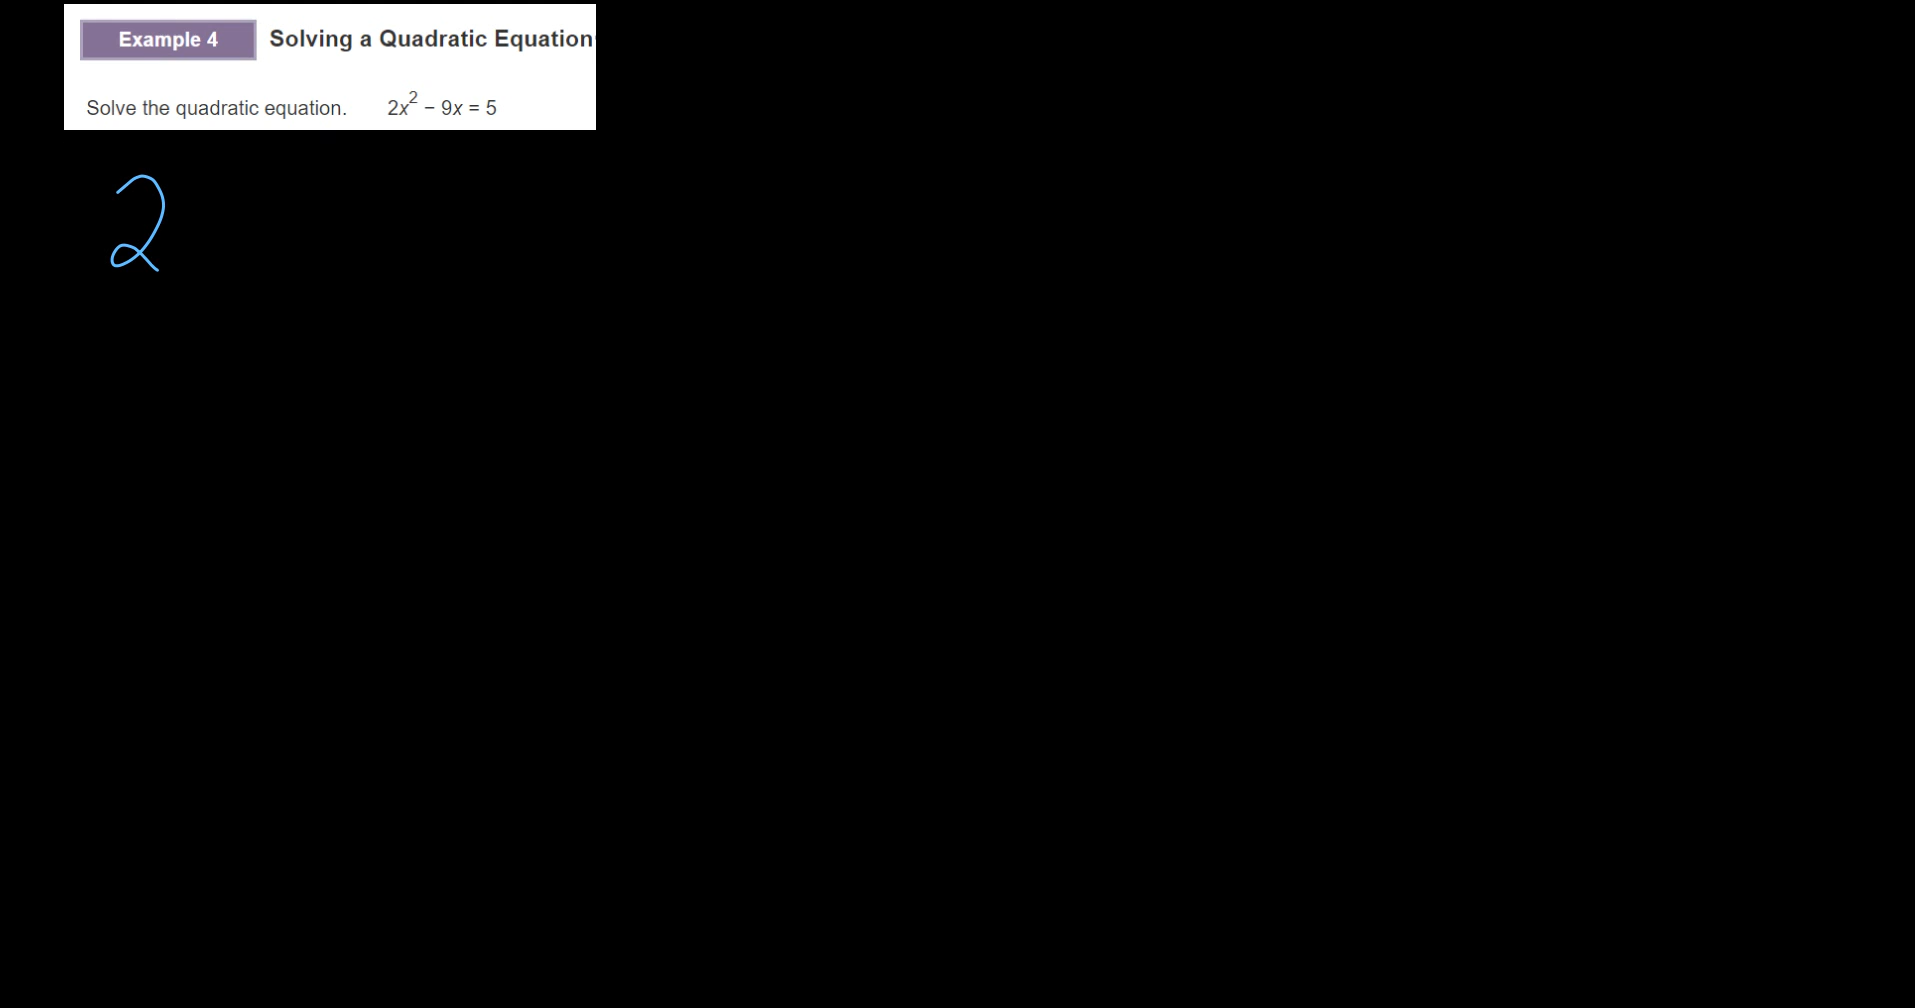 Example 4 Solving a Quadratic Equation
Solve the quadratic equation. 2x² − 9x = 5
2